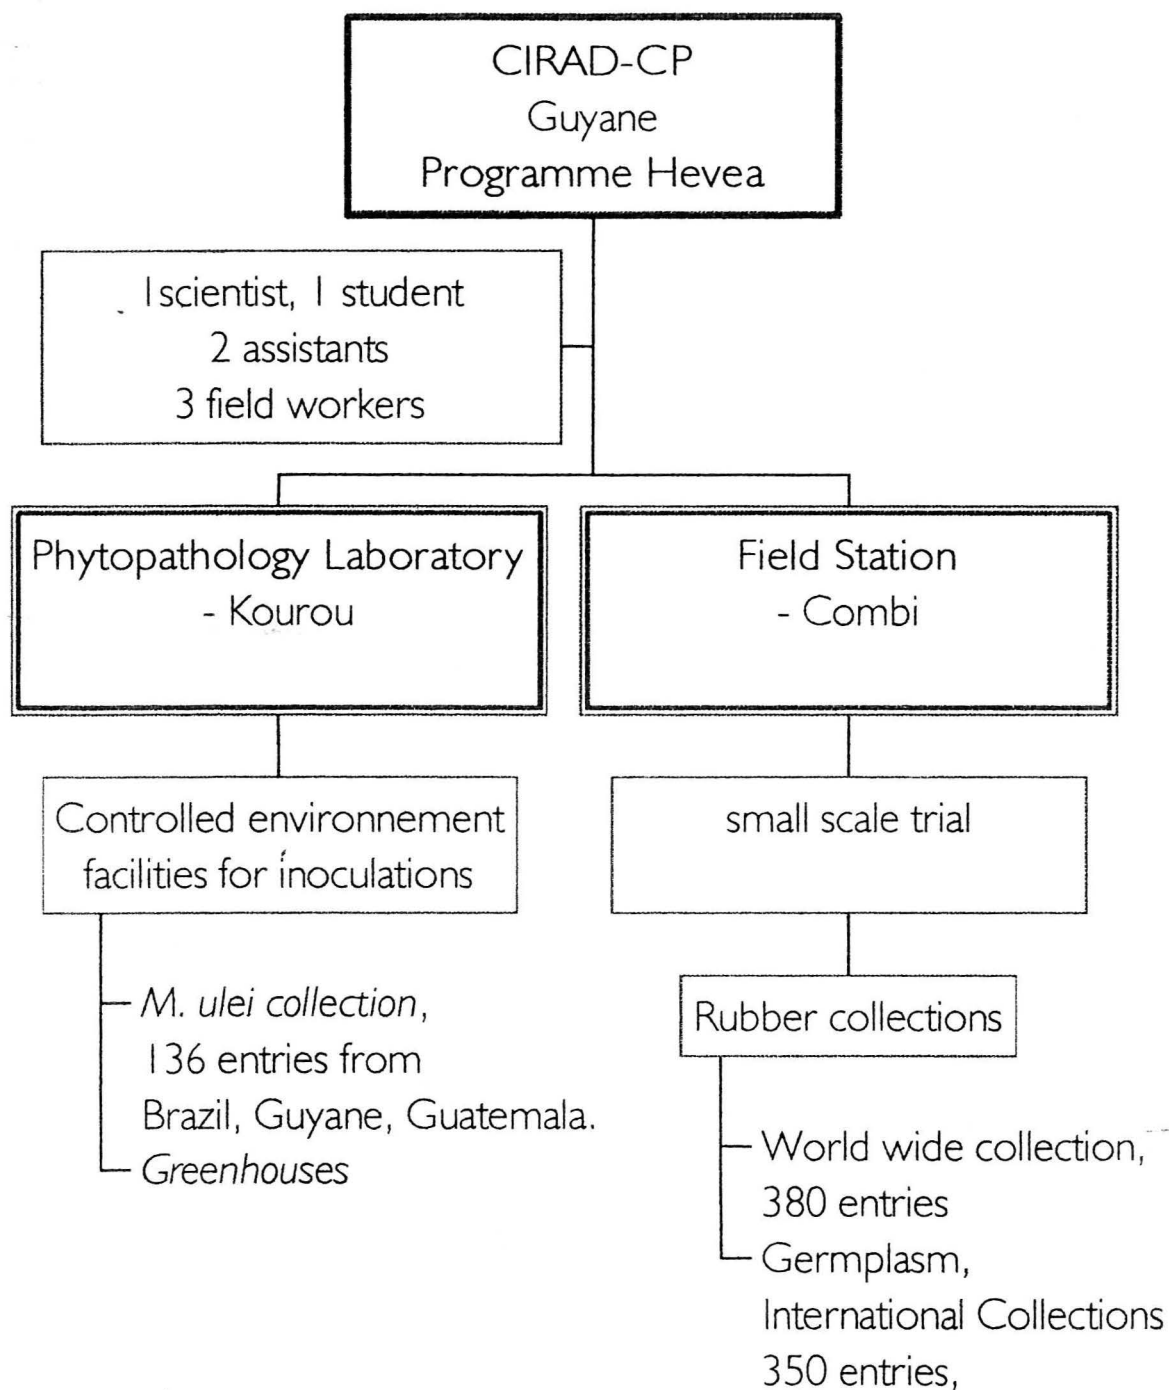 CIRAD-CP
Guyane
Programme Hevea
1scientist, 1 student
2 assistants
3 field workers
Phytopathology Laboratory
- Kourou
Field Station
- Combi
Controlled environnement
facilities for inoculations
small scale trial
M. ulei collection,
136 entries from
Brazil, Guyane, Guatemala.
Greenhouses
Rubber collections
World wide collection,
380 entries
Germplasm,
International Collections
350 entries,